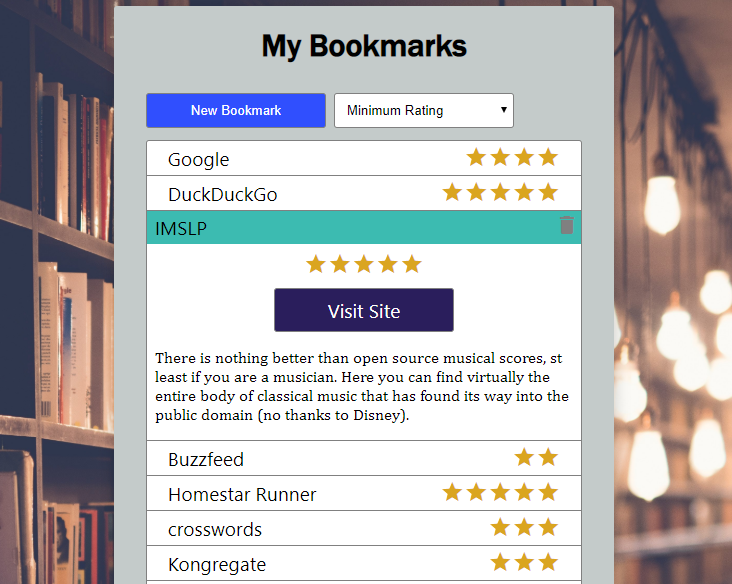 My Bookmarks
New Bookmark
Minimum Rating
Google
DuckDuckGo
IMSLP
Visit Site
There is nothing better than open source musical scores, st
least if you are a musician. Here you can find virtually the
entire body of classical music that has found its way into the
public domain (no thanks to Disney).
Buzzfeed
Homestar Runner
crosswords
Kongregate